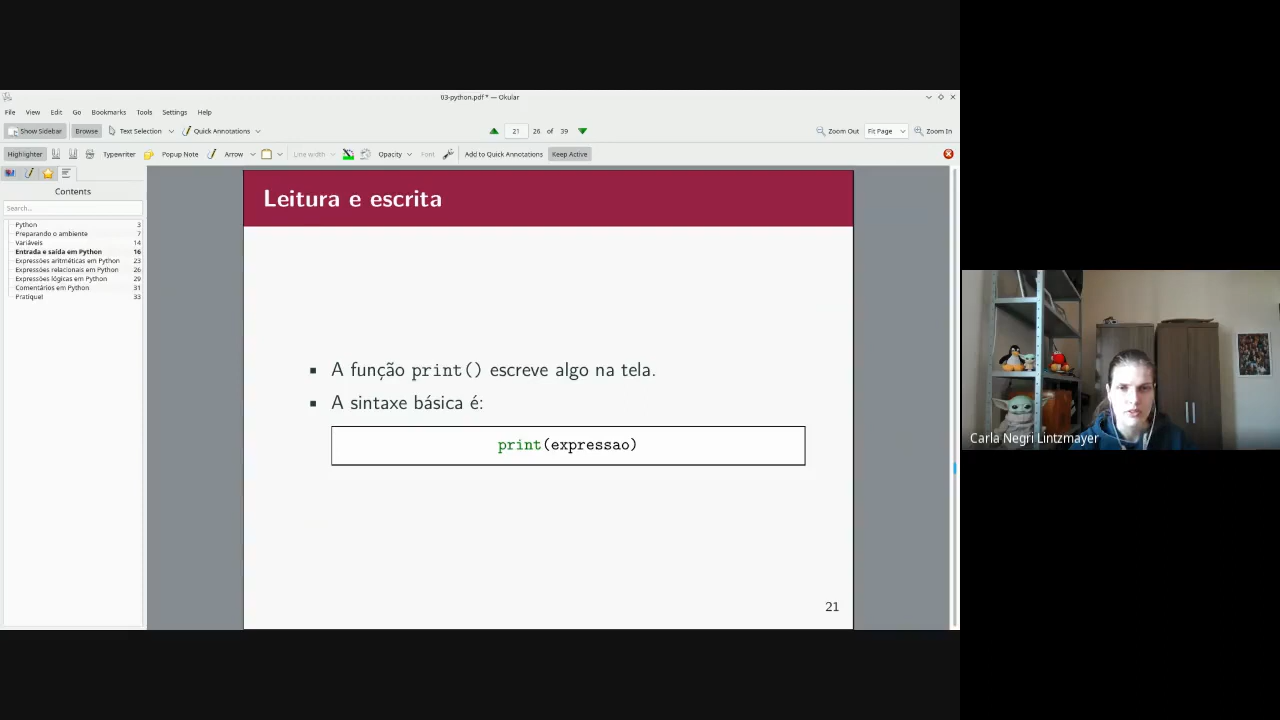 03-python.pdf * — Okular
File View Edit Go Bookmarks Tools Settings Help
Show Sidebar Browse Text Selection Quick Annotations 21 26 of 39 Zoom Out Fit Page Zoom In
Highlighter Typewriter Popup Note Arrow Line width Opacity Font Add to Quick Annotations Keep Active
Contents
Search...
Python 3
Preparando o ambiente 7
Variáveis 14
Entrada e saída em Python 16
Expressões aritméticas em Python 23
Expressões relacionais em Python 26
Expressões lógicas em Python 29
Comentários em Python 31
Pratique! 33
Leitura e escrita
▪ A função print() escreve algo na tela.
▪ A sintaxe básica é:
print(expressao)
21
Carla Negri Lintzmayer